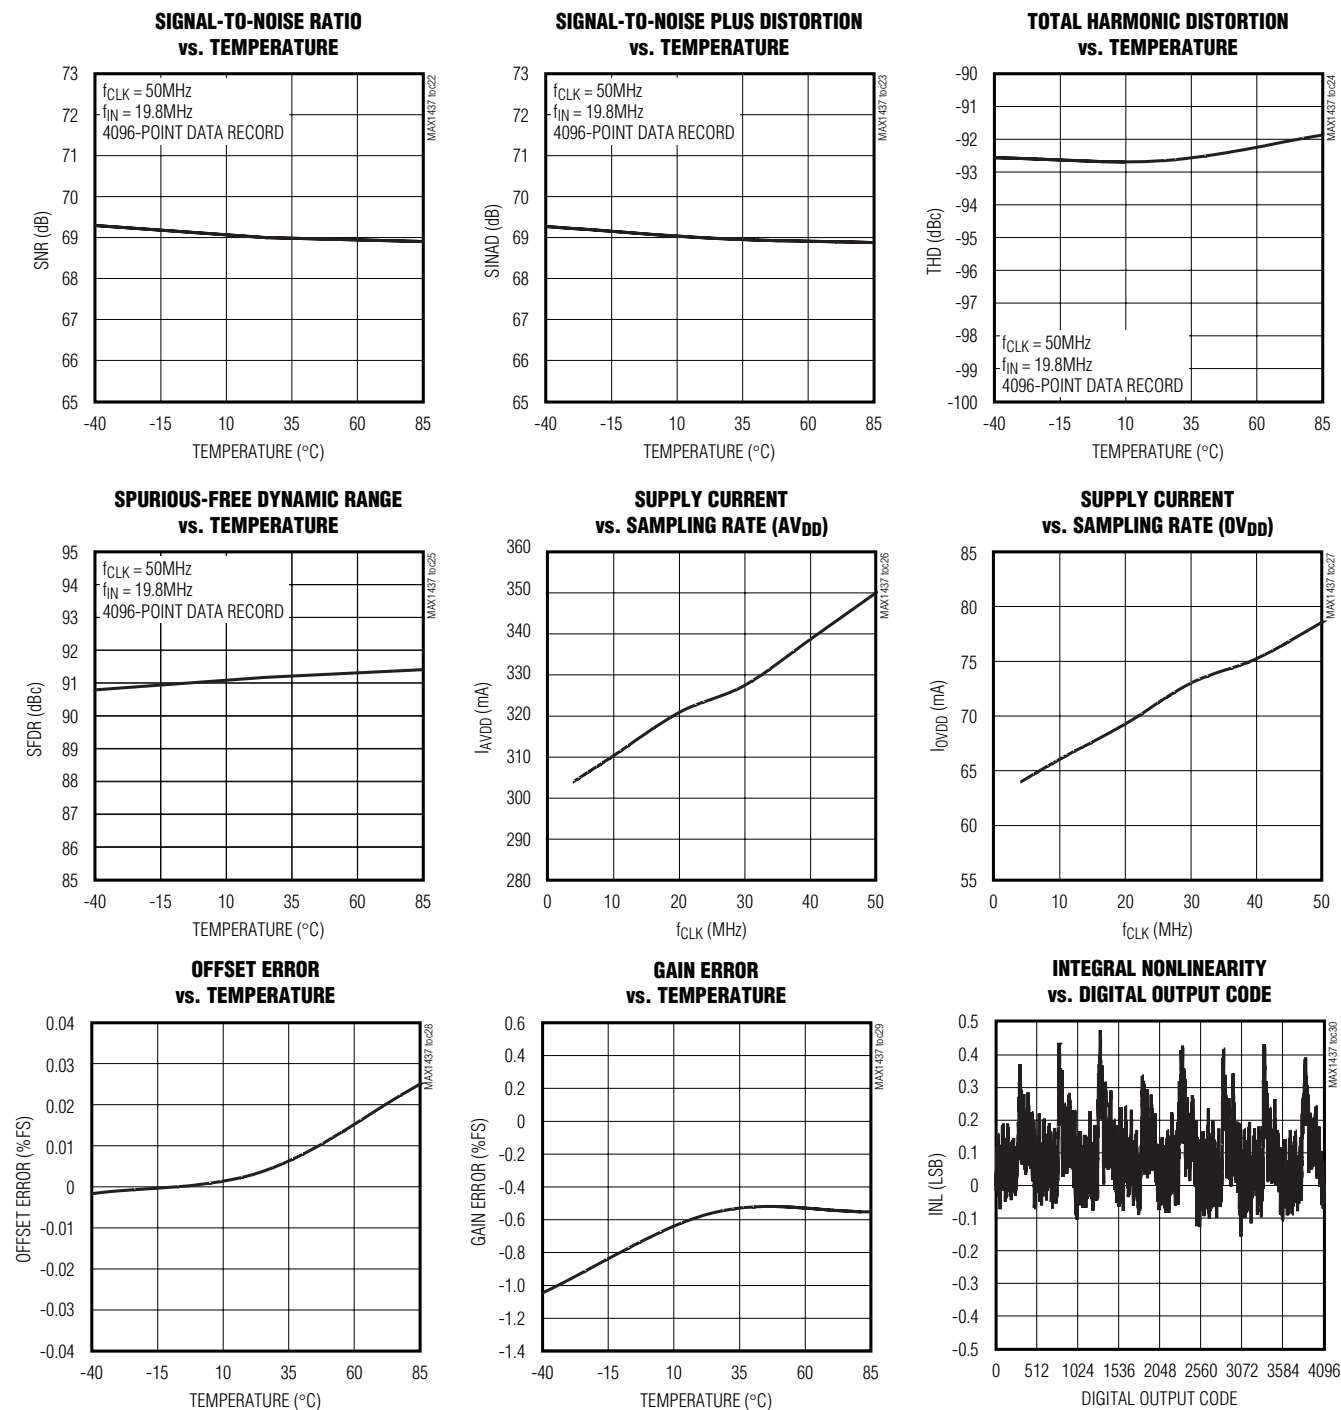 SIGNAL-TO-NOISE RATIO
vs. TEMPERATURE
73
72
71
70
69
68
67
66
65
SNR (dB)
fCLK = 50MHz
fIN = 19.8MHz
4096-POINT DATA RECORD
MAX1437 toc22
-40 -15 10 35 60 85
TEMPERATURE (°C)
SIGNAL-TO-NOISE PLUS DISTORTION
vs. TEMPERATURE
73
72
71
70
69
68
67
66
65
SINAD (dB)
fCLK = 50MHz
fIN = 19.8MHz
4096-POINT DATA RECORD
MAX1437 toc23
-40 -15 10 35 60 85
TEMPERATURE (°C)
TOTAL HARMONIC DISTORTION
vs. TEMPERATURE
-90
-91
-92
-93
-94
-95
-96
-97
-98
-99
-100
THD (dBc)
fCLK = 50MHz
fIN = 19.8MHz
4096-POINT DATA RECORD
MAX1437 toc24
-40 -15 10 35 60 85
TEMPERATURE (°C)
SPURIOUS-FREE DYNAMIC RANGE
vs. TEMPERATURE
95
94
93
92
91
90
89
88
87
86
85
SFDR (dBc)
fCLK = 50MHz
fIN = 19.8MHz
4096-POINT DATA RECORD
MAX1437 toc25
-40 -15 10 35 60 85
TEMPERATURE (°C)
SUPPLY CURRENT
vs. SAMPLING RATE (AVDD)
360
350
340
330
320
310
300
290
280
IAVDD (mA)
MAX1437 toc26
0 10 20 30 40 50
fCLK (MHz)
SUPPLY CURRENT
vs. SAMPLING RATE (OVDD)
85
80
75
70
65
60
55
IOVDD (mA)
MAX1437 toc27
0 10 20 30 40 50
fCLK (MHz)
OFFSET ERROR
vs. TEMPERATURE
0.04
0.03
0.02
0.01
0
-0.01
-0.02
-0.03
-0.04
OFFSET ERROR (%FS)
MAX1437 toc28
-40 -15 10 35 60 85
TEMPERATURE (°C)
GAIN ERROR
vs. TEMPERATURE
0.6
0.4
0.2
0
-0.2
-0.4
-0.6
-0.8
-1.0
-1.2
-1.4
GAIN ERROR (%FS)
MAX1437 toc29
-40 -15 10 35 60 85
TEMPERATURE (°C)
INTEGRAL NONLINEARITY
vs. DIGITAL OUTPUT CODE
0.5
0.4
0.3
0.2
0.1
0
-0.1
-0.2
-0.3
-0.4
-0.5
INL (LSB)
MAX1437 toc30
0 512 1024 1536 2048 2560 3072 3584 4096
DIGITAL OUTPUT CODE